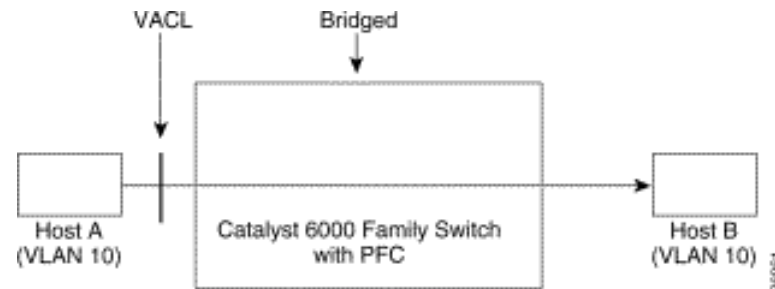 VACL
Bridged
Host A
(VLAN 10)
Catalyst 6000 Family Switch
with PFC
Host B
(VLAN 10)